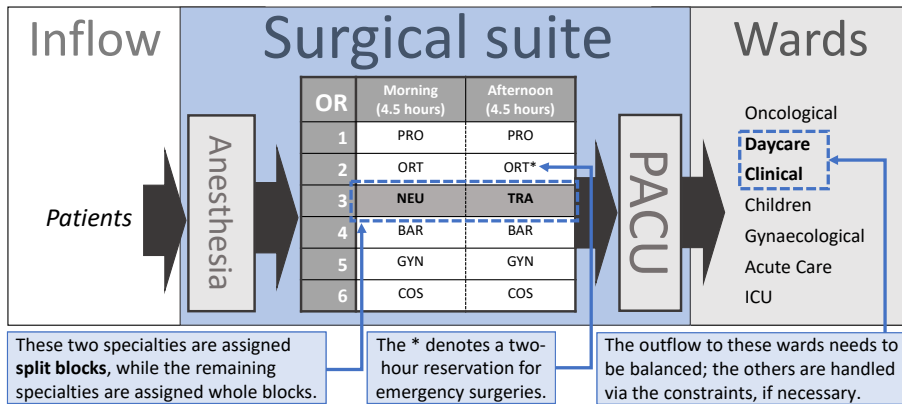 Inflow
Surgical suite
Wards
Patients
Anesthesia
OR
Morning
(4.5 hours)
Afternoon
(4.5 hours)
1 PRO PRO
2 ORT ORT*
3 NEU TRA
4 BAR BAR
5 GYN GYN
6 COS COS
PACU
Oncological
Daycare
Clinical
Children
Gynaecological
Acute Care
ICU
These two specialties are assigned
split blocks, while the remaining
specialties are assigned whole blocks.
The * denotes a two-
hour reservation for
emergency surgeries.
The outflow to these wards needs to
be balanced; the others are handled
via the constraints, if necessary.